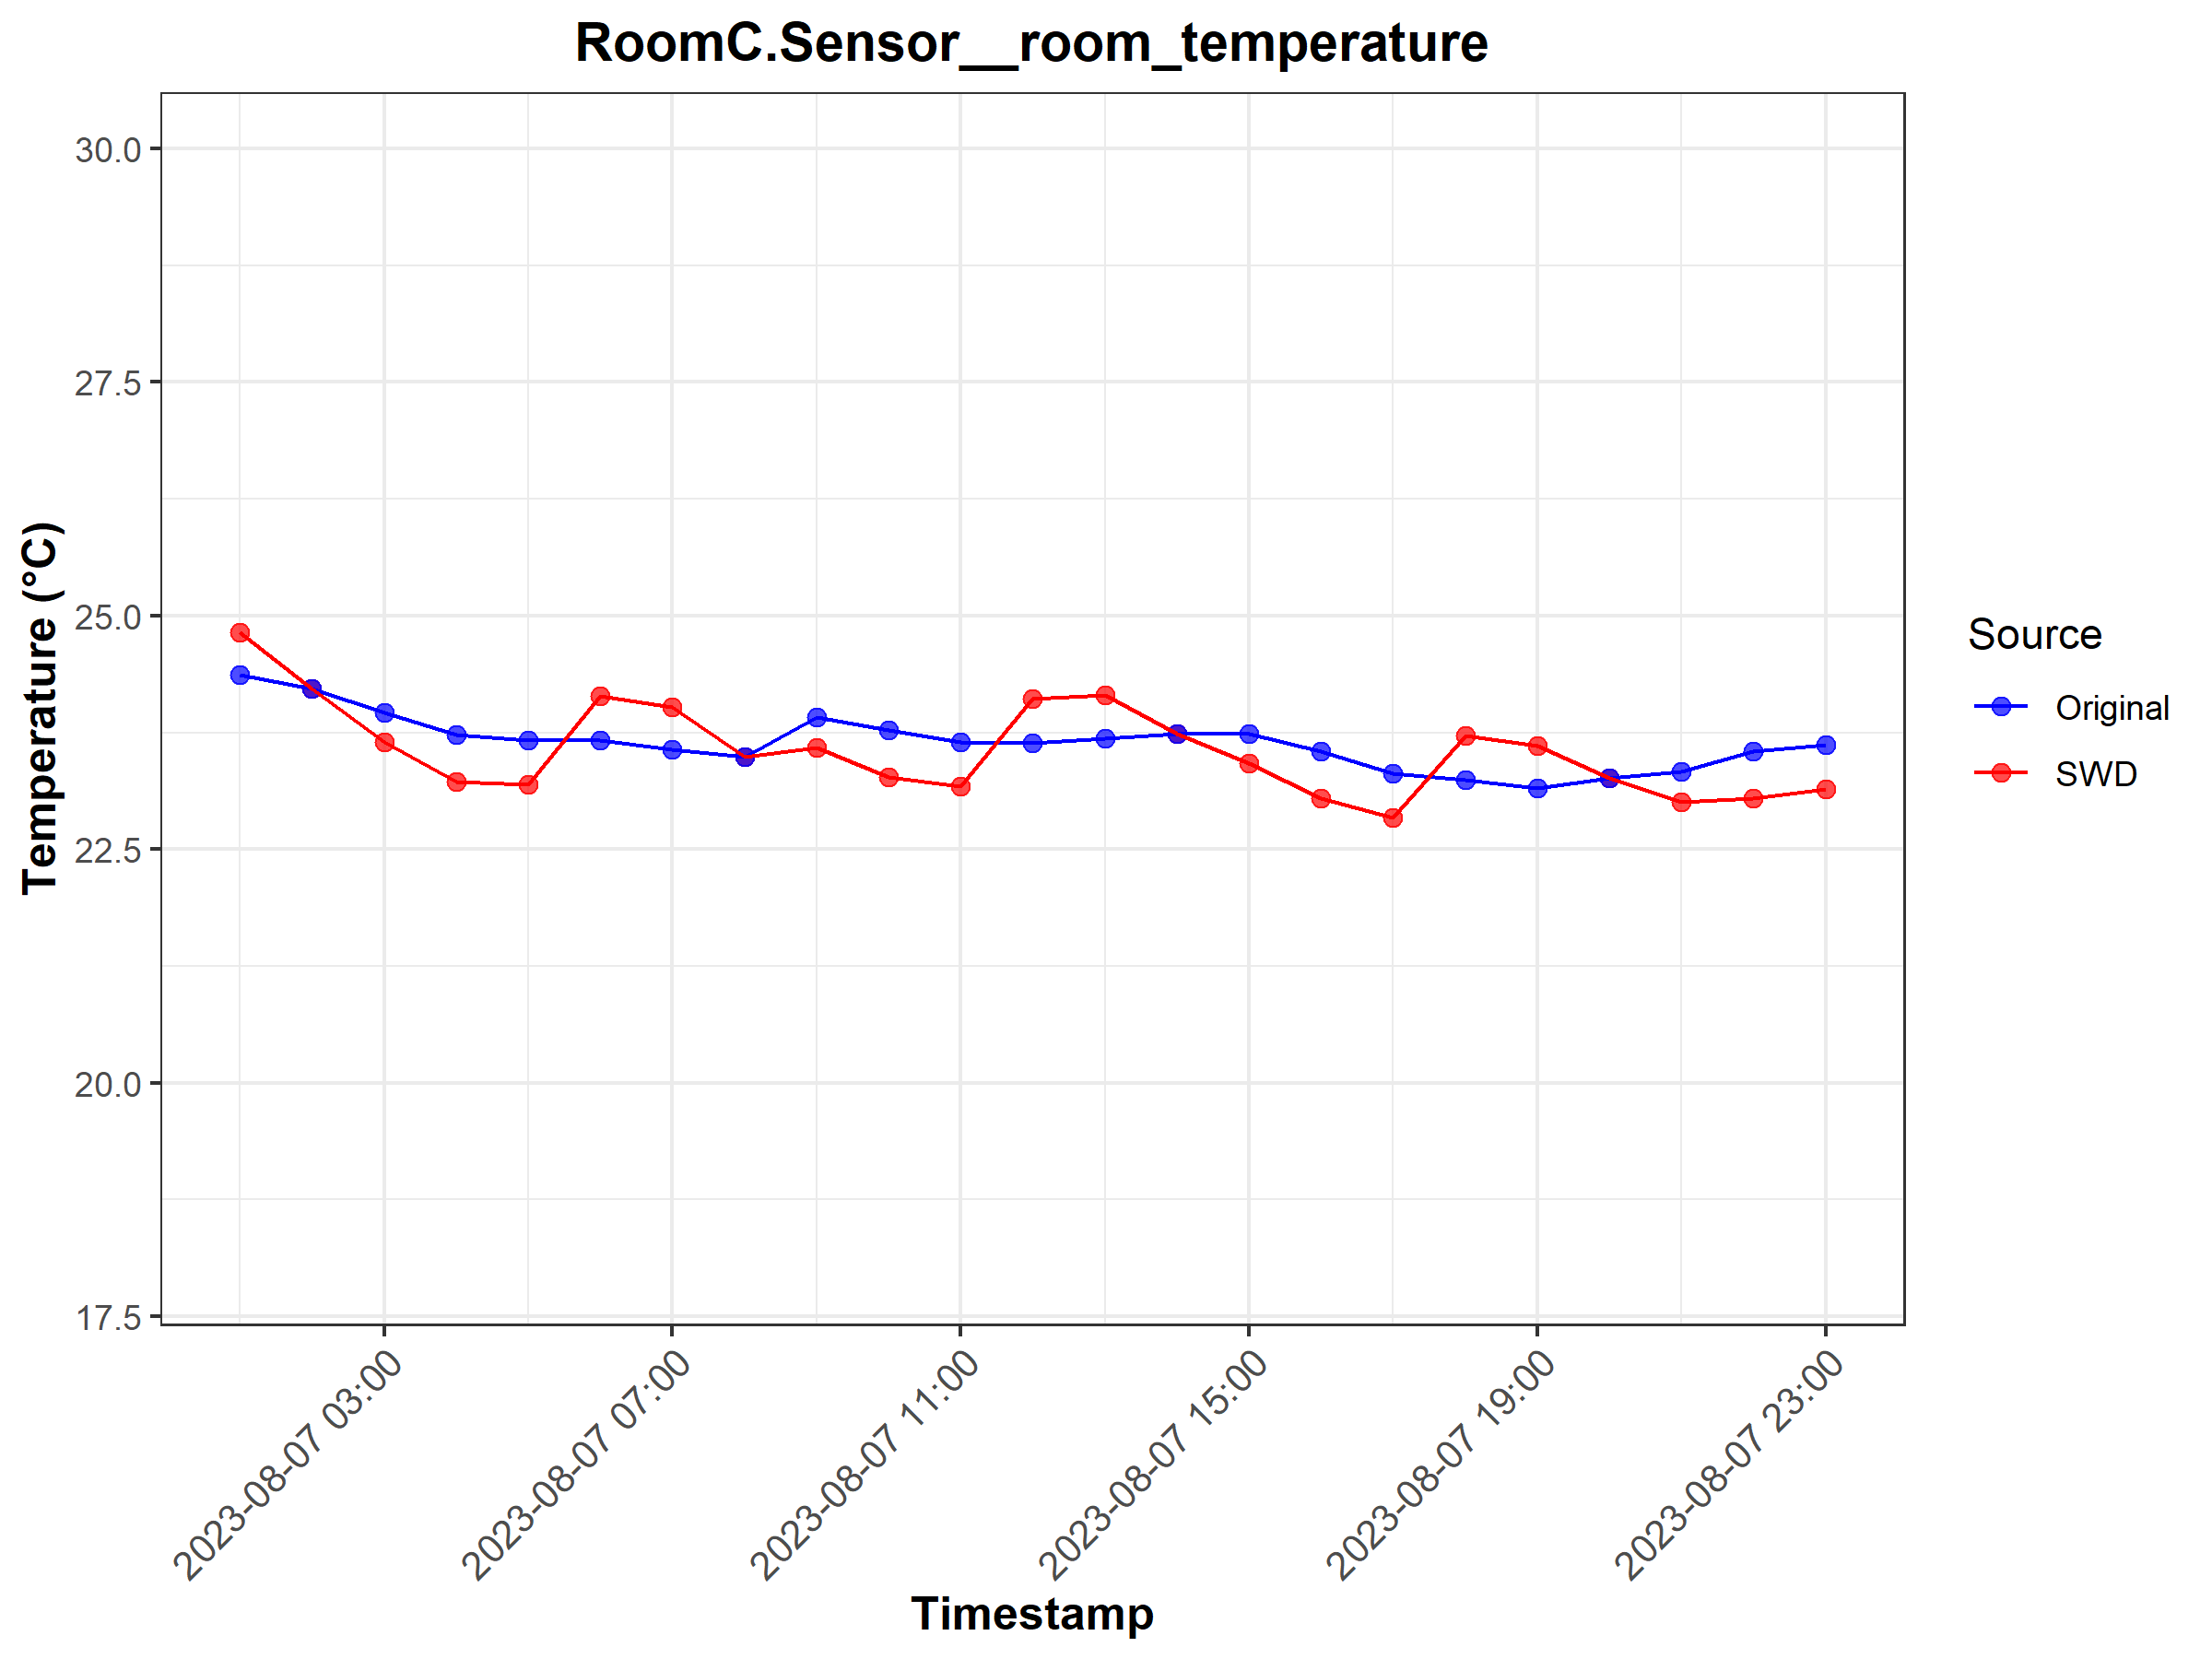 RoomC.Sensor__room_temperature
Temperature (°C)
30.0
27.5
25.0
22.5
20.0
17.5
2023-08-07 03:00
2023-08-07 07:00
2023-08-07 11:00
2023-08-07 15:00
2023-08-07 19:00
2023-08-07 23:00
Timestamp
Source
Original
SWD